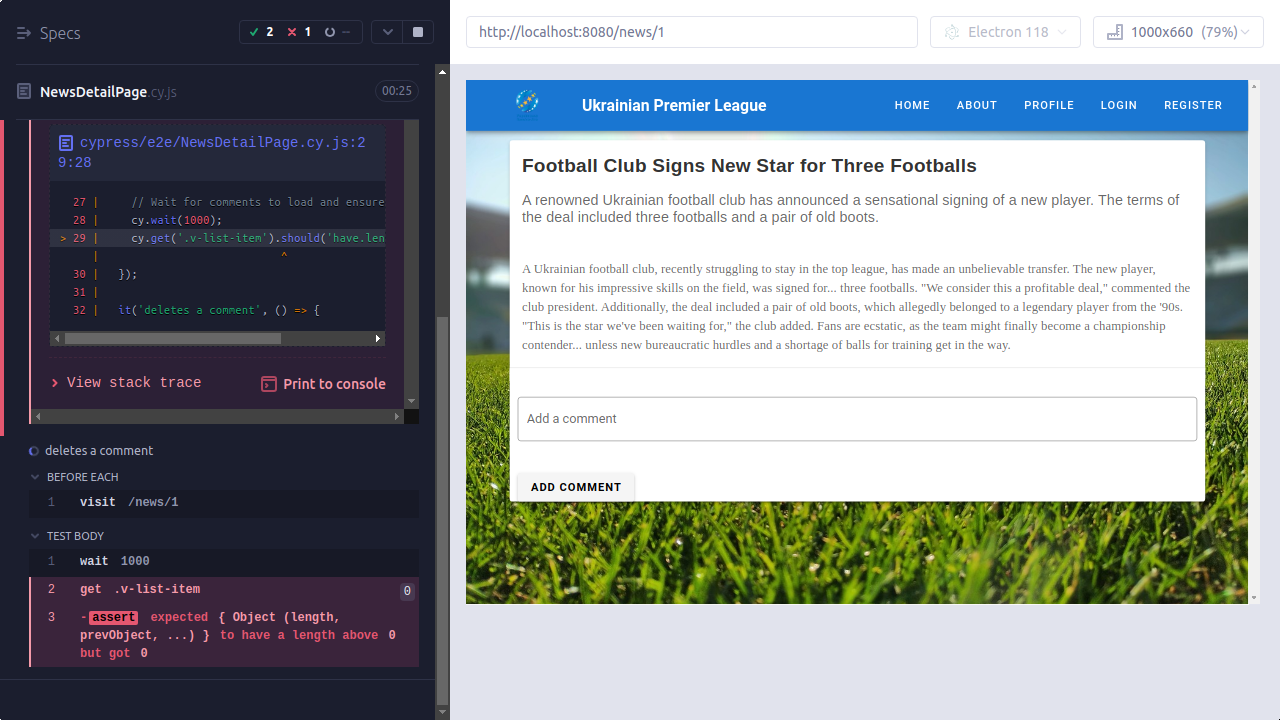 Specs
2
1
--
NewsDetailPage.cy.js
00:25
cypress/e2e/NewsDetailPage.cy.js:2
9:28
27 | // Wait for comments to load and ensure
28 | cy.wait(1000);
> 29 | cy.get('.v-list-item').should('have.len
| ^
30 | });
31 |
32 | it('deletes a comment', () => {
View stack trace
Print to console
deletes a comment
BEFORE EACH
1 visit /news/1
TEST BODY
1 wait 1000
2 get .v-list-item 0
3 -assert expected { Object (length,
prevObject, ...) } to have a length above 0
but got 0
http://localhost:8080/news/1
Electron 118
1000x660 (79%)
Ukrainian Premier League
HOME
ABOUT
PROFILE
LOGIN
REGISTER
Football Club Signs New Star for Three Footballs
A renowned Ukrainian football club has announced a sensational signing of a new player. The terms of
the deal included three footballs and a pair of old boots.
A Ukrainian football club, recently struggling to stay in the top league, has made an unbelievable transfer. The new player,
known for his impressive skills on the field, was signed for... three footballs. "We consider this a profitable deal," commented the
club president. Additionally, the deal included a pair of old boots, which allegedly belonged to a legendary player from the '90s.
"This is the star we've been waiting for," the club added. Fans are ecstatic, as the team might finally become a championship
contender... unless new bureaucratic hurdles and a shortage of balls for training get in the way.
Add a comment
ADD COMMENT